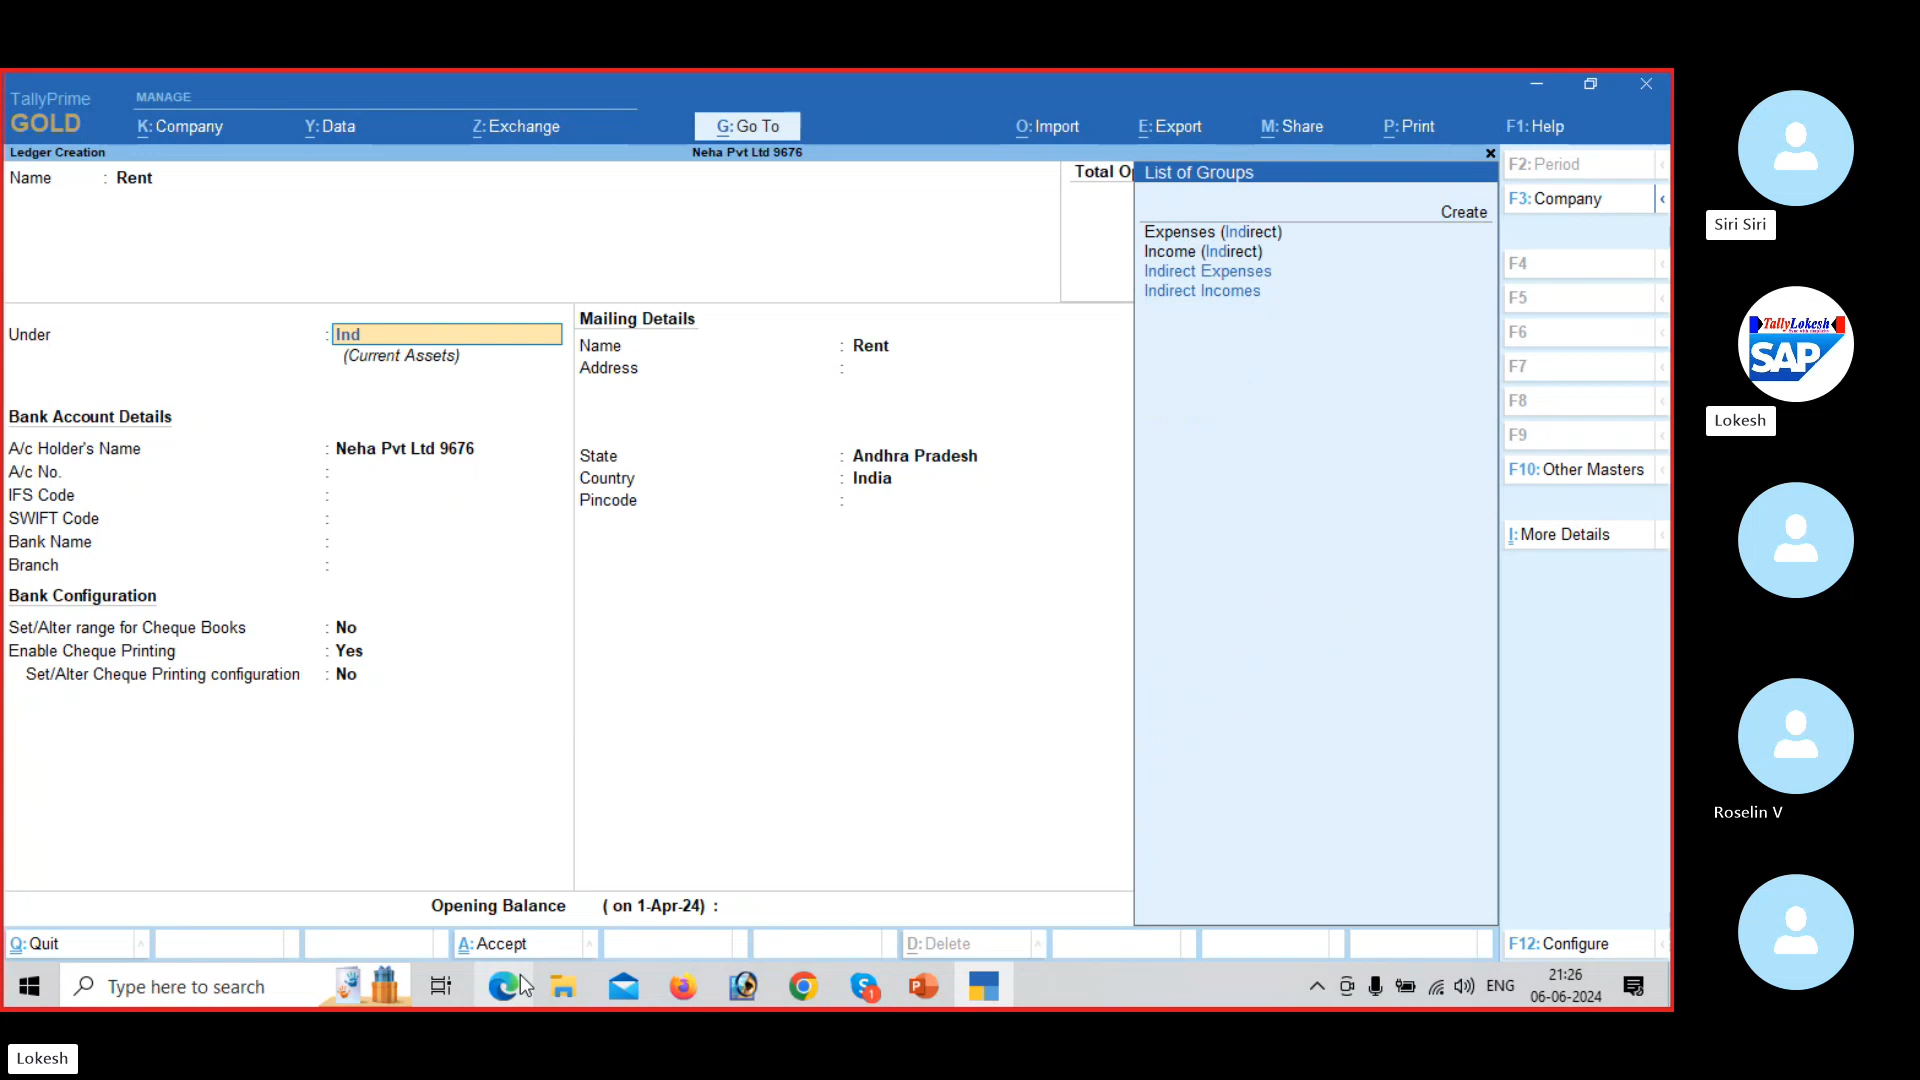 TallyPrime
GOLD
MANAGE
K: Company
Y: Data
Z: Exchange
G: Go To
O: Import
E: Export
M: Share
P: Print
F1: Help
Ledger Creation
Neha Pvt Ltd 9676
Name : Rent
Total O
List of Groups
Create
Expenses (Indirect)
Income (Indirect)
Indirect Expenses
Indirect Incomes
Under : Ind
(Current Assets)
Bank Account Details
A/c Holder's Name : Neha Pvt Ltd 9676
A/c No. :
IFS Code :
SWIFT Code :
Bank Name :
Branch :
Bank Configuration
Set/Alter range for Cheque Books : No
Enable Cheque Printing : Yes
Set/Alter Cheque Printing configuration : No
Mailing Details
Name : Rent
Address :
State : Andhra Pradesh
Country : India
Pincode :
Opening Balance ( on 1-Apr-24) :
F2: Period
F3: Company
F4
F5
F6
F7
F8
F9
F10: Other Masters
I: More Details
F12: Configure
Q: Quit
A: Accept
D: Delete
Type here to search
1
ENG
21:26
06-06-2024
Siri Siri
TallyLokesh
SAP
Lokesh
Roselin V
Lokesh